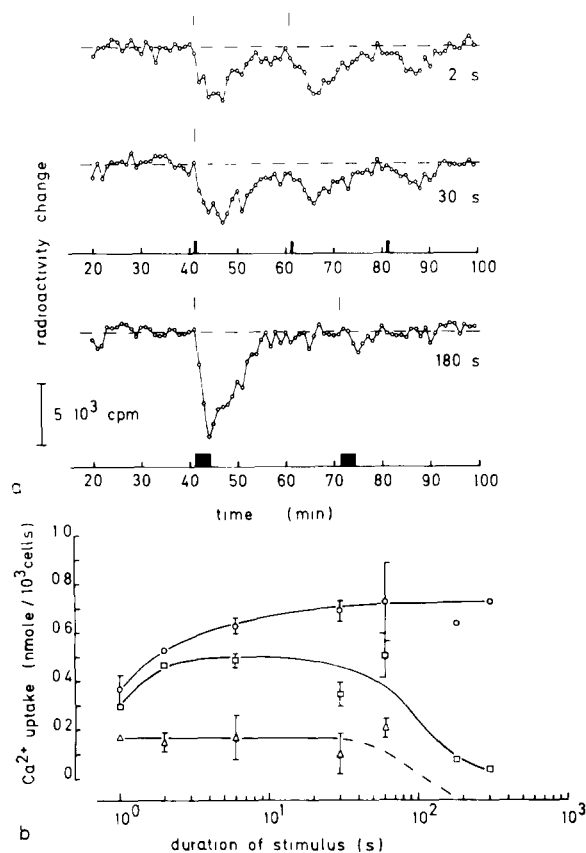 2 s
30 s
radioactivity change
20 30 40 50 60 70 80 90 100
180 s
5 10³ cpm
20 30 40 50 60 70 80 90 100
a
time (min)
Ca²⁺ uptake (nmole / 10³ cells)
1 0
0 8
0 6
0 4
0 2
0
10⁰ 10¹ 10² 10³
b
duration of stimulus (s)